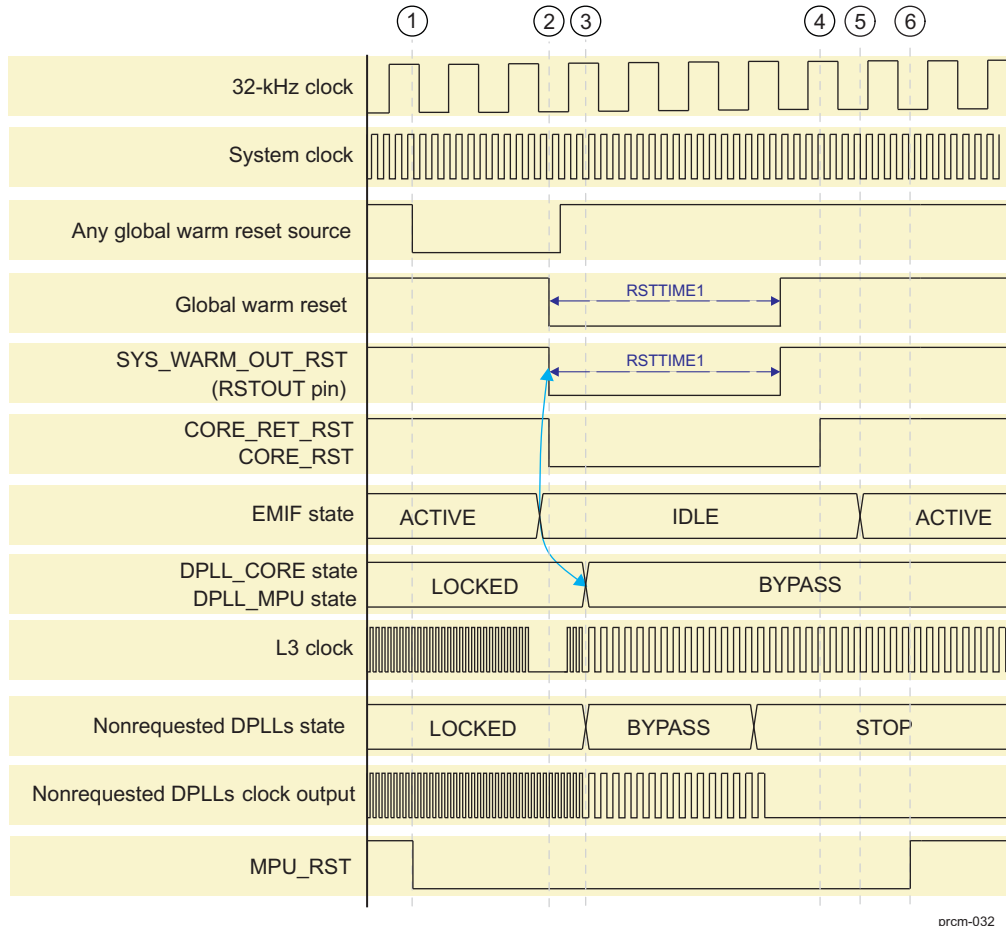 1 2 3 4 5 6
32-kHz clock
System clock
Any global warm reset source
Global warm reset
RSTTIME1
SYS_WARM_OUT_RST
(RSTOUT pin)
RSTTIME1
CORE_RET_RST
CORE_RST
EMIF state
ACTIVE IDLE ACTIVE
DPLL_CORE state
DPLL_MPU state
LOCKED BYPASS
L3 clock
Nonrequested DPLLs state
LOCKED BYPASS STOP
Nonrequested DPLLs clock output
MPU_RST
prcm-032